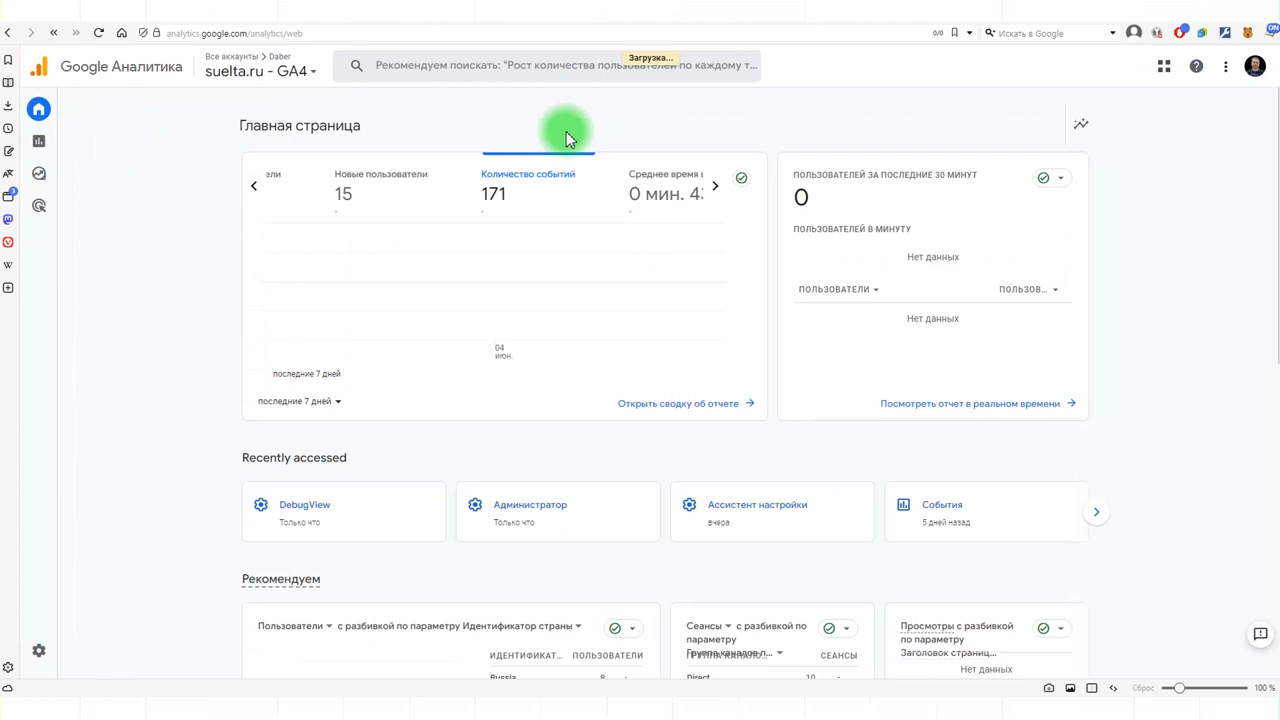 analytics.google.com/analytics/web
0/0
Искать в Google
ON
Google Аналитика
Все аккаунты > Daber
suelta.ru - GA4
Рекомендуем поискать: "Рост количества пользователей по каждому т...
Загрузка...
Главная страница
Новые пользователи
15
-
Количество событий
171
-
Среднее время
0 мин. 43
-
04
июн.
последние 7 дней
последние 7 дней
Открыть сводку об отчете
ПОЛЬЗОВАТЕЛЕЙ ЗА ПОСЛЕДНИЕ 30 МИНУТ
0
ПОЛЬЗОВАТЕЛЕЙ В МИНУТУ
Нет данных
ПОЛЬЗОВАТЕЛИ
ПОЛЬЗОВ...
Нет данных
Посмотреть отчет в реальном времени
Recently accessed
DebugView
Только что
Администратор
Только что
Ассистент настройки
вчера
События
5 дней назад
Рекомендуем
Пользователи с разбивкой по параметру Идентификатор страны
ИДЕНТИФИКАТ... ПОЛЬЗОВАТЕЛИ
Russia 8 -
Сеансы с разбивкой по
параметру
Группа каналов п...
СЕАНСЫ
Direct 10 -
Просмотры с разбивкой
по параметру
Заголовок страниц...
Нет данных
Сброс
100 %